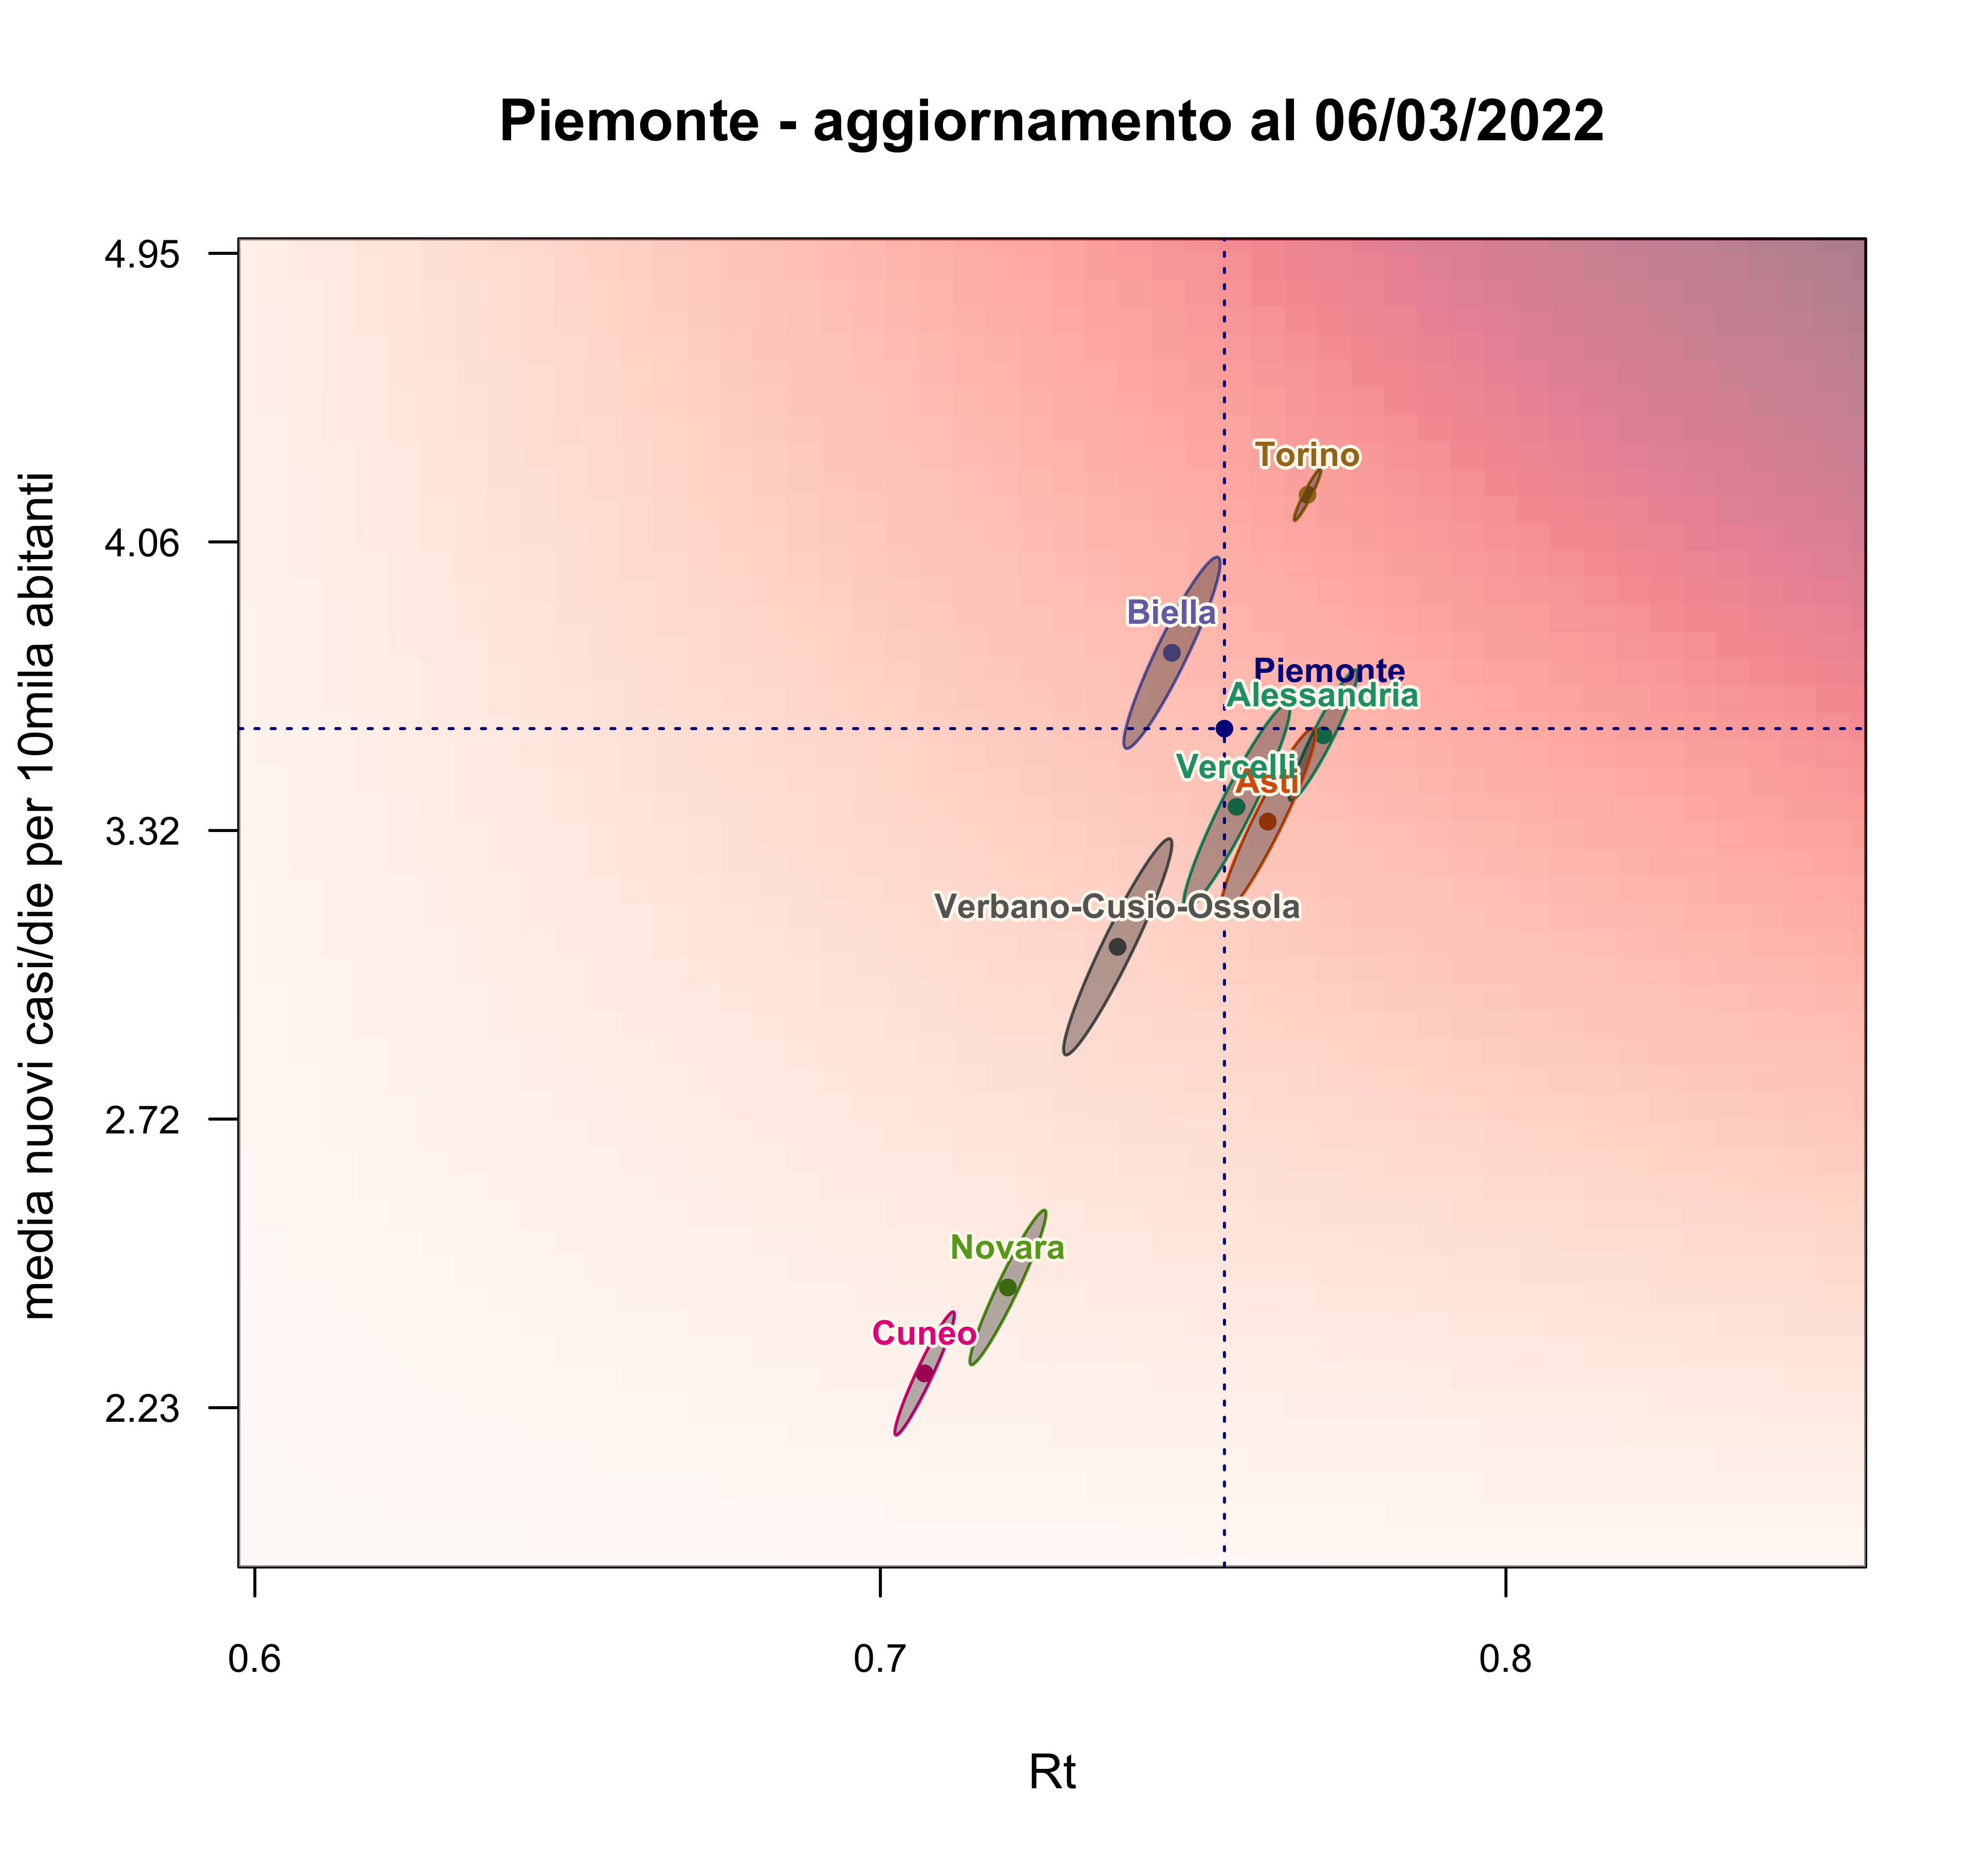 Piemonte - aggiornamento al 06/03/2022
media nuovi casi/die per 10mila abitanti
4.95
4.06
3.32
2.72
2.23
Torino
Biella
Piemonte
Alessandria
Vercelli
Asti
Verbano-Cusio-Ossola
Novara
Cuneo
0.6
0.7
0.8
Rt